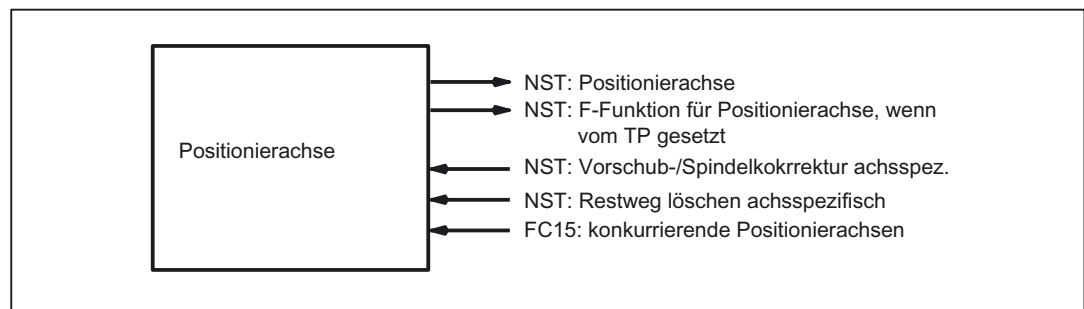 Positionierachse
NST: Positionierachse
NST: F-Funktion für Positionierachse, wenn
vom TP gesetzt
NST: Vorschub-/Spindelkokrrektur achsspez.
NST: Restweg löschen achsspezifisch
FC15: konkurrierende Positionierachsen